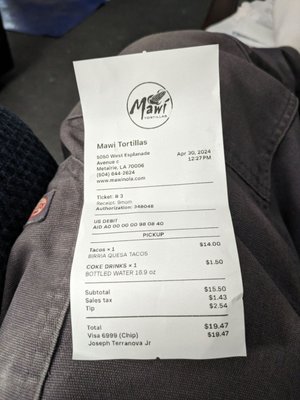 Mawi
TORTILLAS
Mawi Tortillas
5050 West Esplanade
Avenue c
Metairie, LA 70006
(504) 644-2624
www.mawinola.com
Apr 30, 2024
12:27 PM
Ticket: # 3
Receipt: 9mom
Authorization: 348048
US DEBIT
AID A0 00 00 00 98 08 40
PICKUP
Tacos × 1 $14.00
BIRRIA QUESA TACOS
COKE DRINKS × 1 $1.50
BOTTLED WATER 16.9 oz
Subtotal $15.50
Sales tax $1.43
Tip $2.54
Total $19.47
Visa 6999 (Chip) $19.47
Joseph Terranova Jr